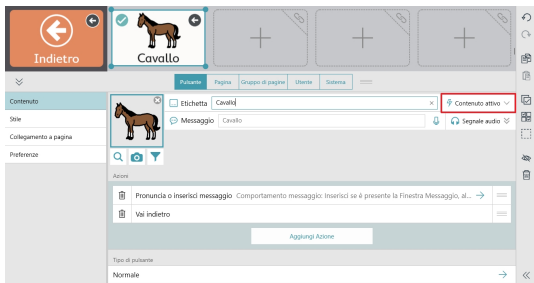 Indietro
Cavallo
Pulsante Pagina Gruppo di pagine Utente Sistema
Contenuto
Stile
Collegamento a pagina
Preferenze
Etichetta Cavallo × Contenuto attivo
Messaggio Cavallo Segnale audio
Azioni
Pronuncia o inserisci messaggio Comportamento messaggio: Inserisci se è presente la Finestra Messaggio, al...
Vai indietro
Aggiungi Azione
Tipo di pulsante
Normale